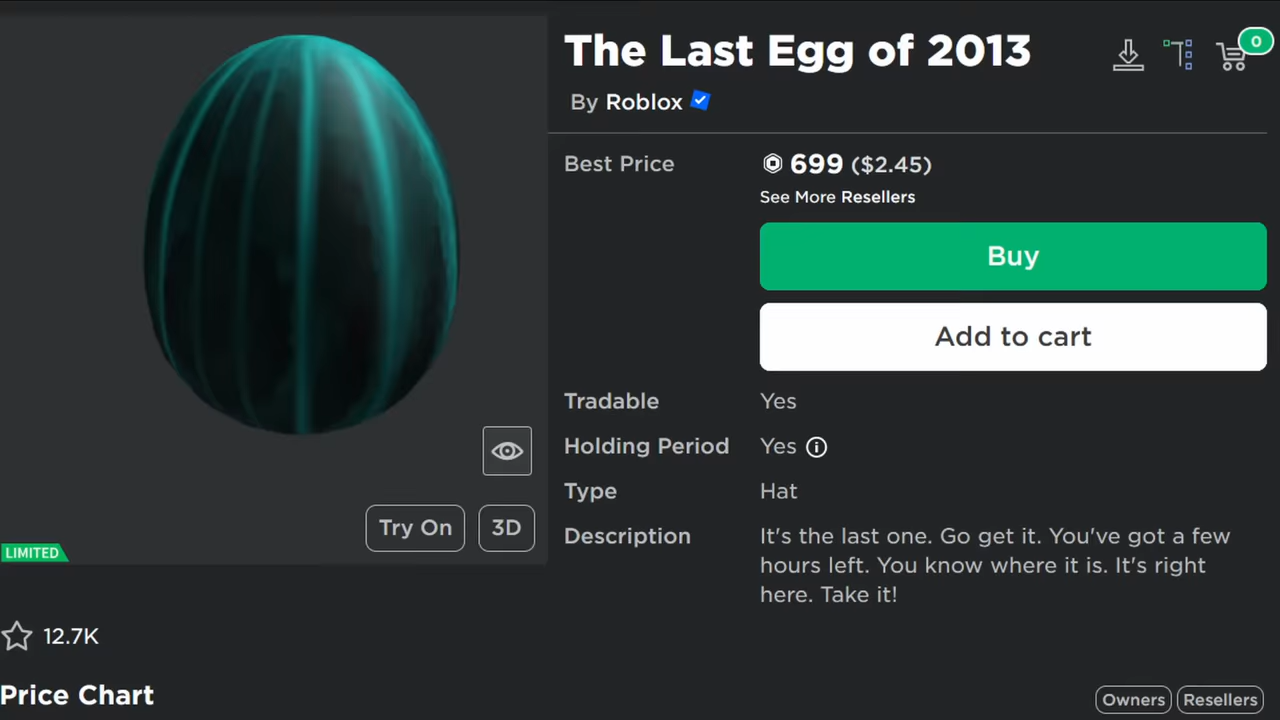 The Last Egg of 2013
0
By Roblox
Best Price
699 ($2.45)
See More Resellers
Buy
Add to cart
Tradable
Yes
Holding Period
Yes
Type
Hat
Description
It's the last one. Go get it. You've got a few
hours left. You know where it is. It's right
here. Take it!
Try On
3D
LIMITED
12.7K
Price Chart
Owners
Resellers